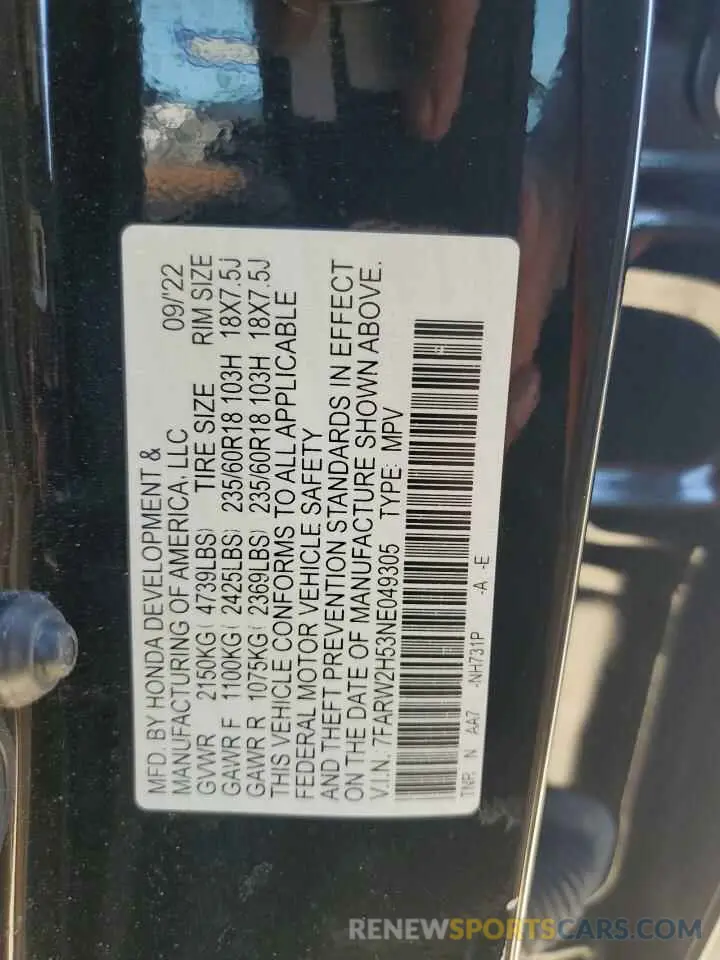 MFD. BY HONDA DEVELOPMENT &
MANUFACTURING OF AMERICA, LLC 09/'22
GVWR 2150KG( 4739LBS) TIRE SIZE RIM SIZE
GAWR F 1100KG( 2425LBS) 235/60R18 103H 18X7.5J
GAWR R 1075KG( 2369LBS) 235/60R18 103H 18X7.5J
THIS VEHICLE CONFORMS TO ALL APPLICABLE
FEDERAL MOTOR VEHICLE SAFETY
AND THEFT PREVENTION STANDARDS IN EFFECT
ON THE DATE OF MANUFACTURE SHOWN ABOVE.
V.I.N.: 7FARW2H53NE049305 TYPE: MPV
TNR N AA7 -NH731P -A -E
RENEWSPORTSCARS.COM